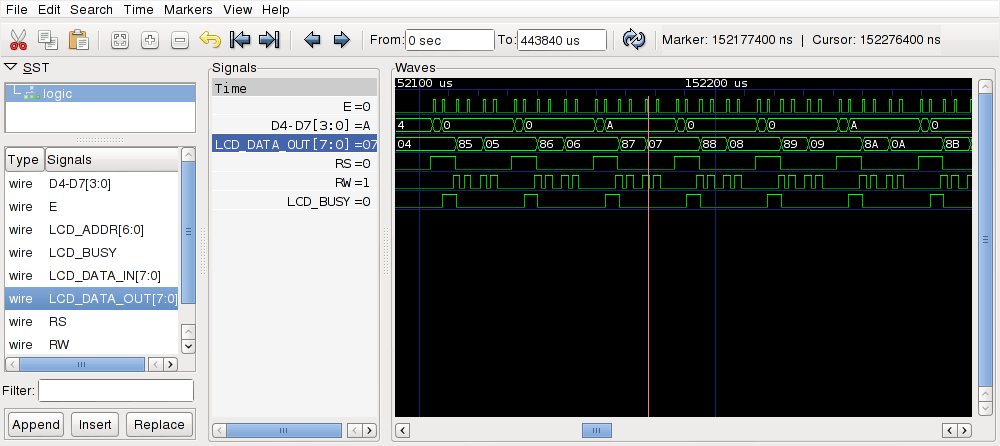 File Edit Search Time Markers View Help
From: 0 sec To: 443840 us Marker: 152177400 ns | Cursor: 152276400 ns
SST
logic
Type Signals
wire D4-D7[3:0]
wire E
wire LCD_ADDR[6:0]
wire LCD_BUSY
wire LCD_DATA_IN[7:0]
wire LCD_DATA_OUT[7:0]
wire RS
wire RW
Filter:
Append Insert Replace
Signals
Time
E =0
D4-D7[3:0] =A
LCD_DATA_OUT[7:0] =07
RS =0
RW =1
LCD_BUSY =0
Waves
152100 us 152200 us
4 0 0 A 0 0 A 0
04 85 05 86 06 87 07 88 08 89 09 8A 0A 8B